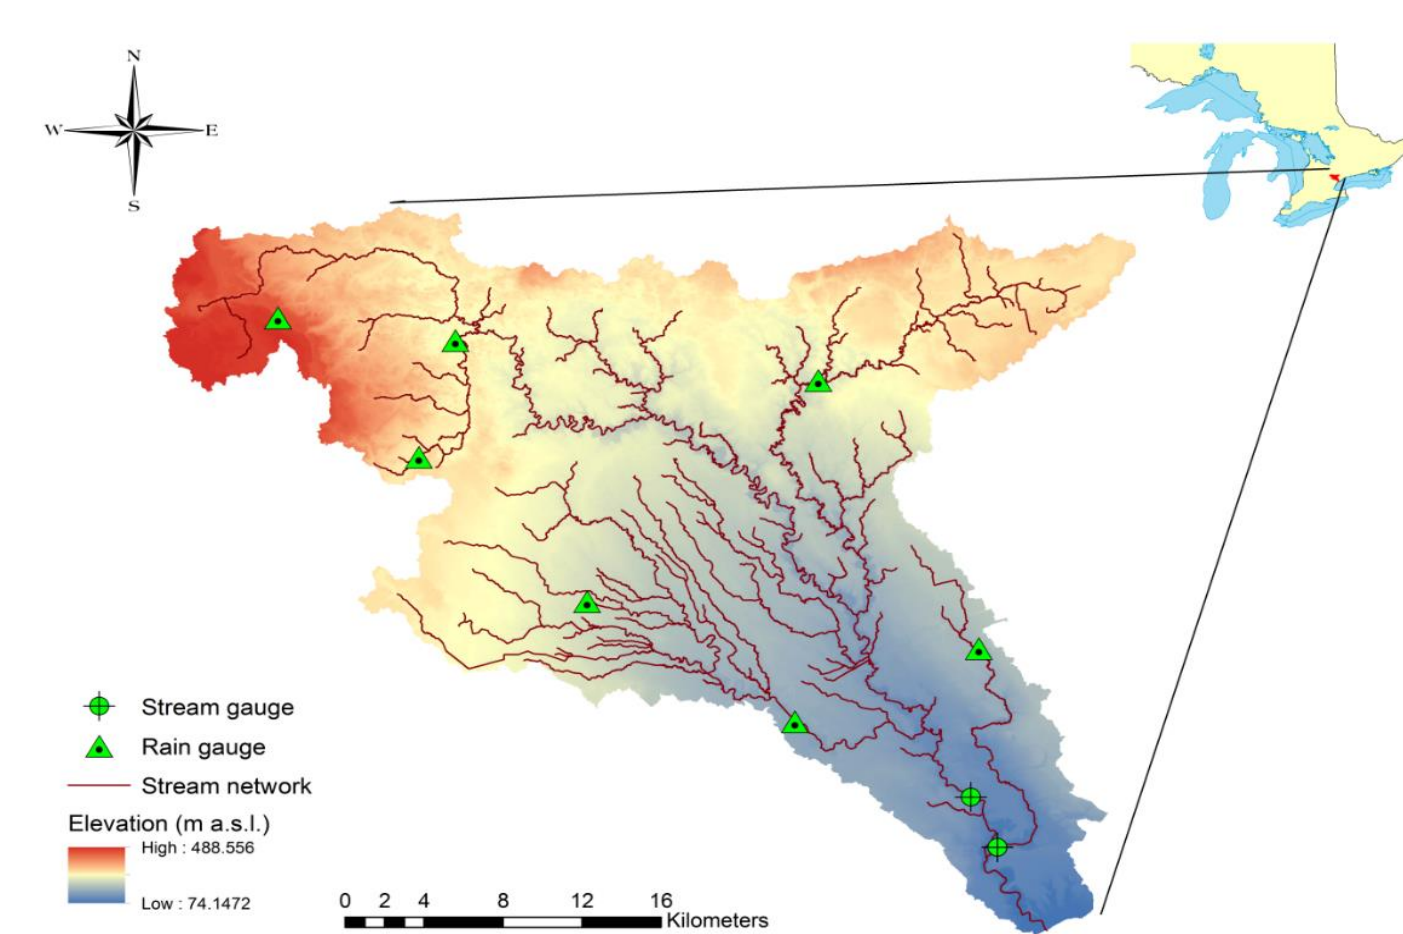 N
W E
S
Stream gauge
Rain gauge
Stream network
Elevation (m a.s.l.)
High : 488.556
Low : 74.1472
0 2 4 8 12 16
Kilometers